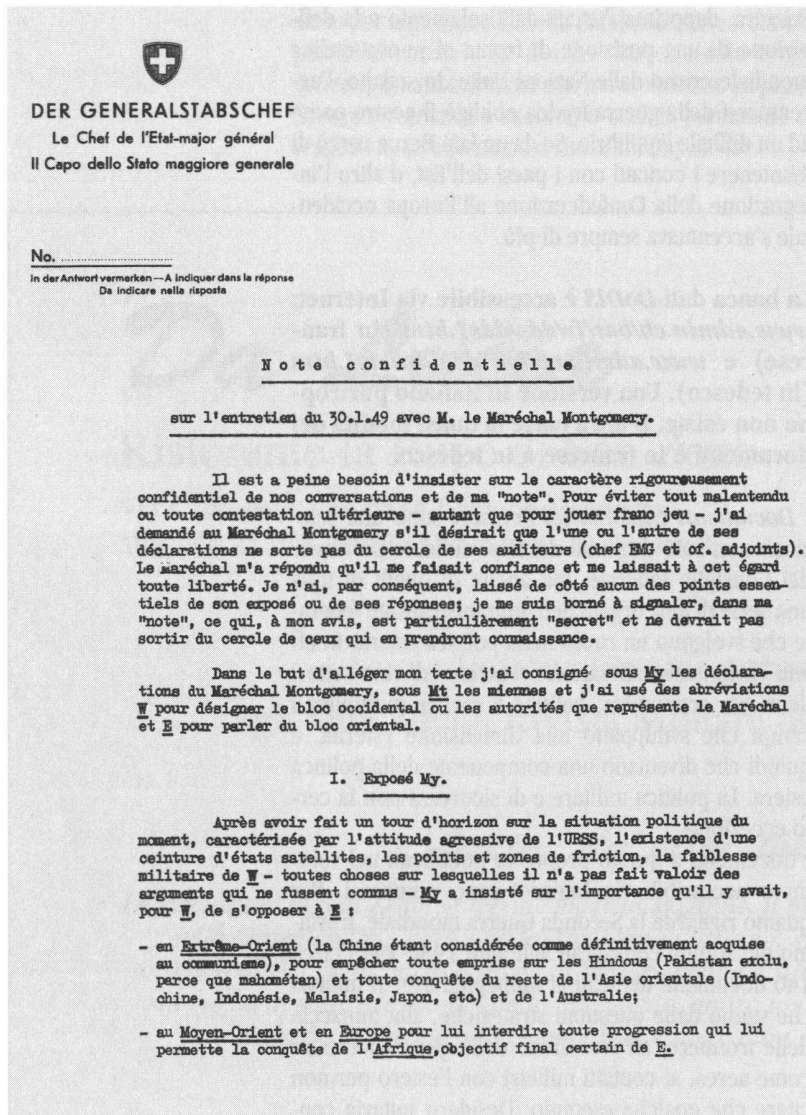 DER GENERALSTABSCHEF
Le Chef de l'Etat-major général
Il Capo dello Stato maggiore generale
No. ........................
In der Antwort vermerken — A indiquer dans la réponse
Da indicare nella risposta
Note confidentielle
sur l'entretien du 30.1.49 avec M. le Maréchal Montgomery.
Il est a peine besoin d'insister sur le caractère rigoureusement
confidentiel de nos conversations et de ma "note". Pour éviter tout malentendu
ou toute contestation ultérieure - autant que pour jouer franc jeu - j'ai
demandé au Maréchal Montgomery s'il désirait que l'une ou l'autre de ses
déclarations ne sorte pas du cercle de ses auditeurs (chef EMG et of. adjoints).
Le Maréchal m'a répondu qu'il me faisait confiance et me laissait à cet égard
toute liberté. Je n'ai, par conséquent, laissé de côté aucun des points essen-
tiels de son exposé ou de ses réponses; je me suis borné à signaler, dans ma
"note", ce qui, à mon avis, est particulièrement "secret" et ne devrait pas
sortir du cercle de ceux qui en prendront connaissance.
Dans le but d'alléger mon texte j'ai consigné sous My les déclara-
tions du Maréchal Montgomery, sous Mt les miennes et j'ai usé des abréviations
W pour désigner le bloc occidental ou les autorités que représente le Maréchal
et E pour parler du bloc oriental.
I. Exposé My.
Après avoir fait un tour d'horizon sur la situation politique du
moment, caractérisée par l'attitude agressive de l'URSS, l'existence d'une
ceinture d'états satellites, les points et zones de friction, la faiblesse
militaire de W - toutes choses sur lesquelles il n'a pas fait valoir des
arguments qui ne fussent connus - My a insisté sur l'importance qu'il y avait,
pour W, de s'opposer à E :
- en Extrême-Orient (la Chine étant considérée comme définitivement acquise
au communisme), pour empêcher toute emprise sur les Hindous (Pakistan exclu,
parce que mahométan) et toute conquête du reste de l'Asie orientale (Indo-
chine, Indonésie, Malaisie, Japon, etc.) et de l'Australie;
- au Moyen-Orient et en Europe pour lui interdire toute progression qui lui
permette la conquête de l'Afrique, objectif final certain de E.